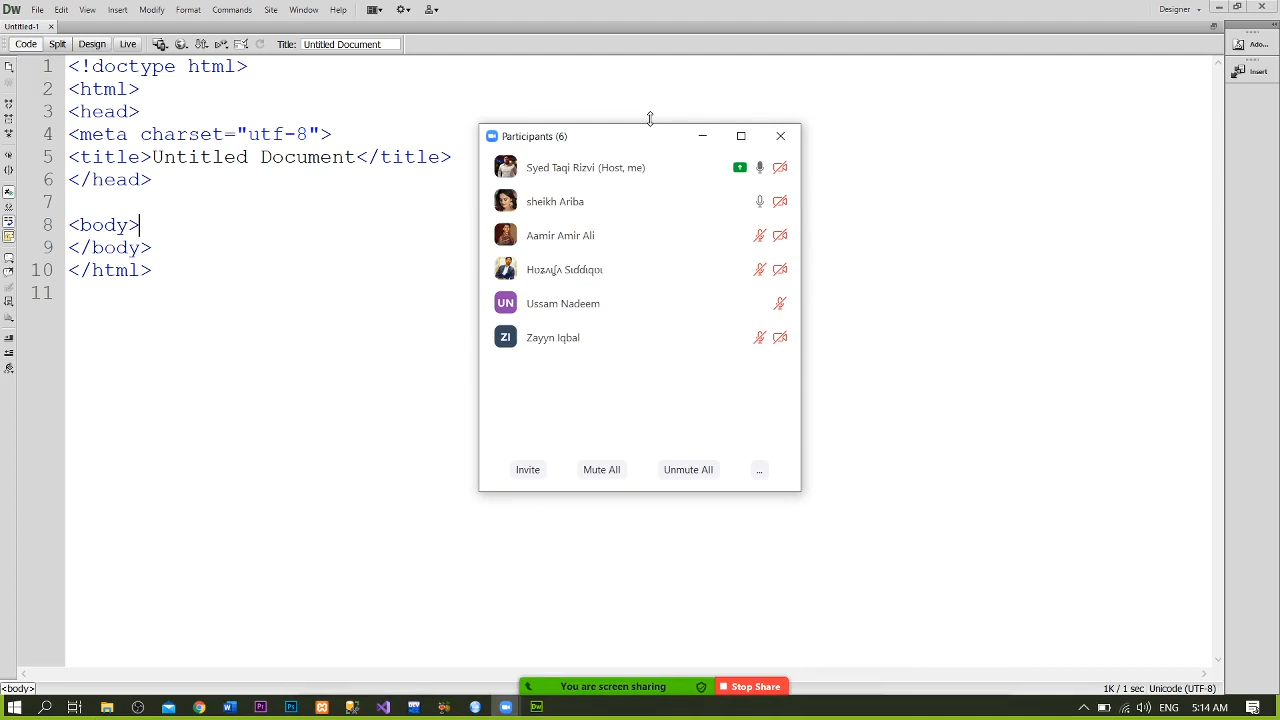 Dw File Edit View Insert Modify Format Commands Site Window Help Designer
Untitled-1
Code Split Design Live Title: Untitled Document
Ado...
Insert
1 <!doctype html>
2 <html>
3 <head>
4 <meta charset="utf-8">
5 <title>Untitled Document</title>
6 </head>
7
8 <body>
9 </body>
10 </html>
11
Participants (6)
Syed Taqi Rizvi (Host, me)
sheikh Ariba
Aamir Amir Ali
UN Ussam Nadeem
ZI Zayyn Iqbal
Invite Mute All Unmute All ...
<body>
You are screen sharing Stop Share
1K / 1 sec Unicode (UTF-8)
ENG 5:14 AM